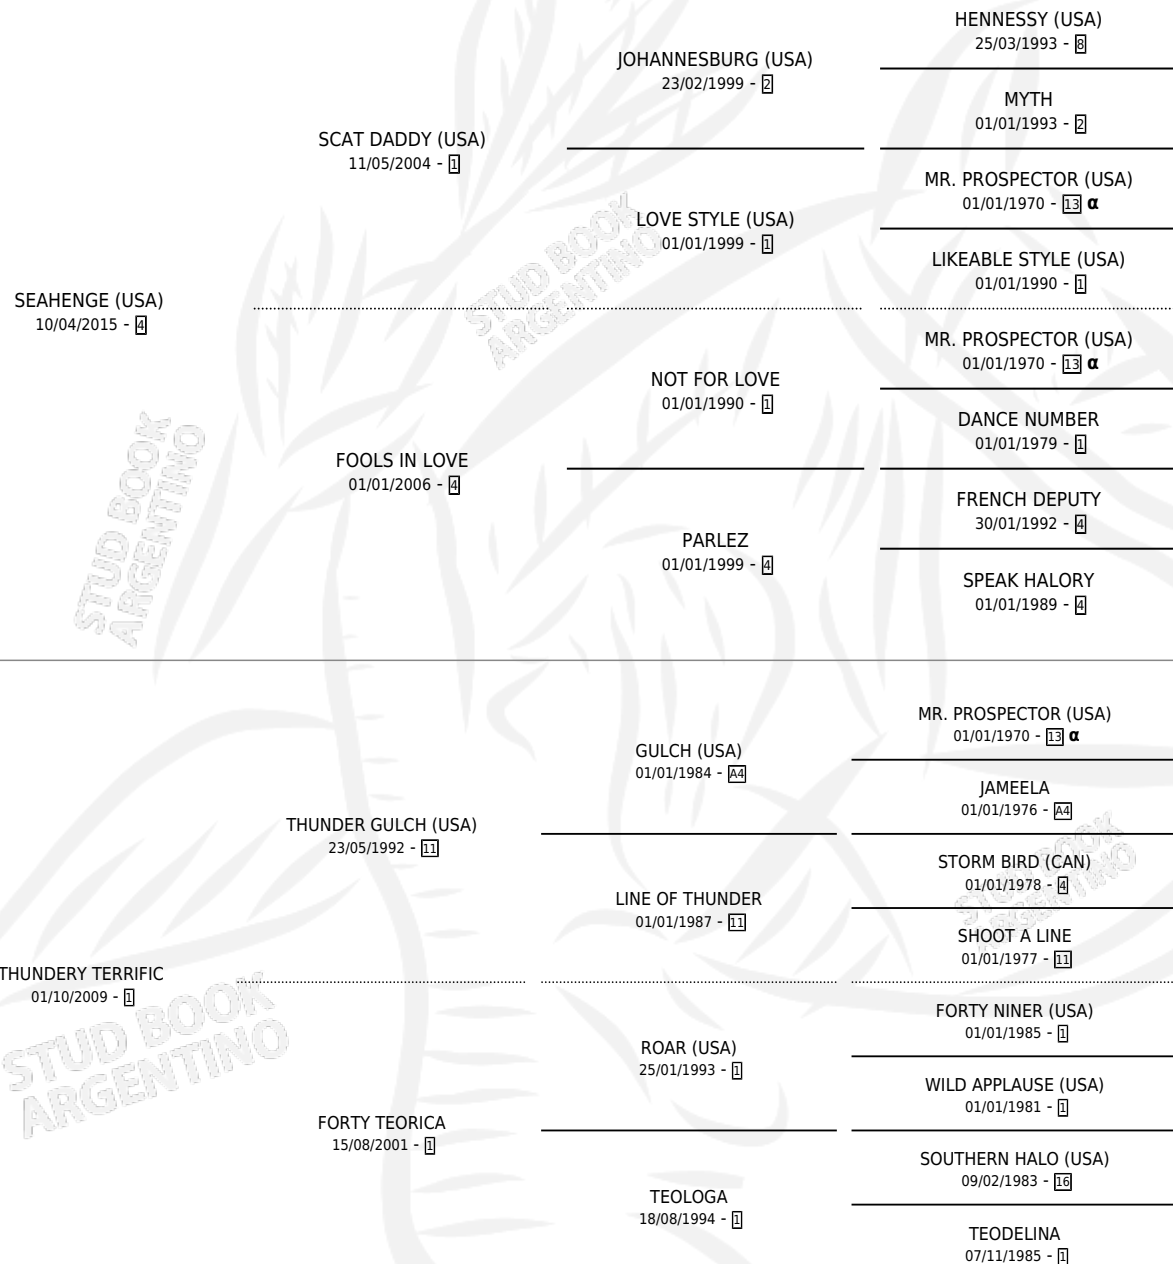 HENNESSY (USA)
25/03/1993 - 8
JOHANNESBURG (USA)
23/02/1999 - 2
MYTH
01/01/1993 - 2
SCAT DADDY (USA)
11/05/2004 - 1
MR. PROSPECTOR (USA)
01/01/1970 - 13 α
LOVE STYLE (USA)
01/01/1999 - 1
LIKEABLE STYLE (USA)
01/01/1990 - 1
SEAHENGE (USA)
10/04/2015 - 4
MR. PROSPECTOR (USA)
01/01/1970 - 13 α
NOT FOR LOVE
01/01/1990 - 1
DANCE NUMBER
01/01/1979 - 1
FOOLS IN LOVE
01/01/2006 - 4
FRENCH DEPUTY
30/01/1992 - 4
PARLEZ
01/01/1999 - 4
SPEAK HALORY
01/01/1989 - 4
MR. PROSPECTOR (USA)
01/01/1970 - 13 α
GULCH (USA)
01/01/1984 - A4
JAMEELA
01/01/1976 - A4
THUNDER GULCH (USA)
23/05/1992 - 11
STORM BIRD (CAN)
01/01/1978 - 4
LINE OF THUNDER
01/01/1987 - 11
SHOOT A LINE
01/01/1977 - 11
THUNDERY TERRIFIC
01/10/2009 - 1
FORTY NINER (USA)
01/01/1985 - 1
ROAR (USA)
25/01/1993 - 1
WILD APPLAUSE (USA)
01/01/1981 - 1
FORTY TEORICA
15/08/2001 - 1
SOUTHERN HALO (USA)
09/02/1983 - 16
TEOLOGA
18/08/1994 - 1
TEODELINA
07/11/1985 - 1
STUD BOOK
ARGENTINO
STUD BOOK
ARGENTINO
STUD BOOK
ARGENTINO
STUD BOOK
ARGENTINO